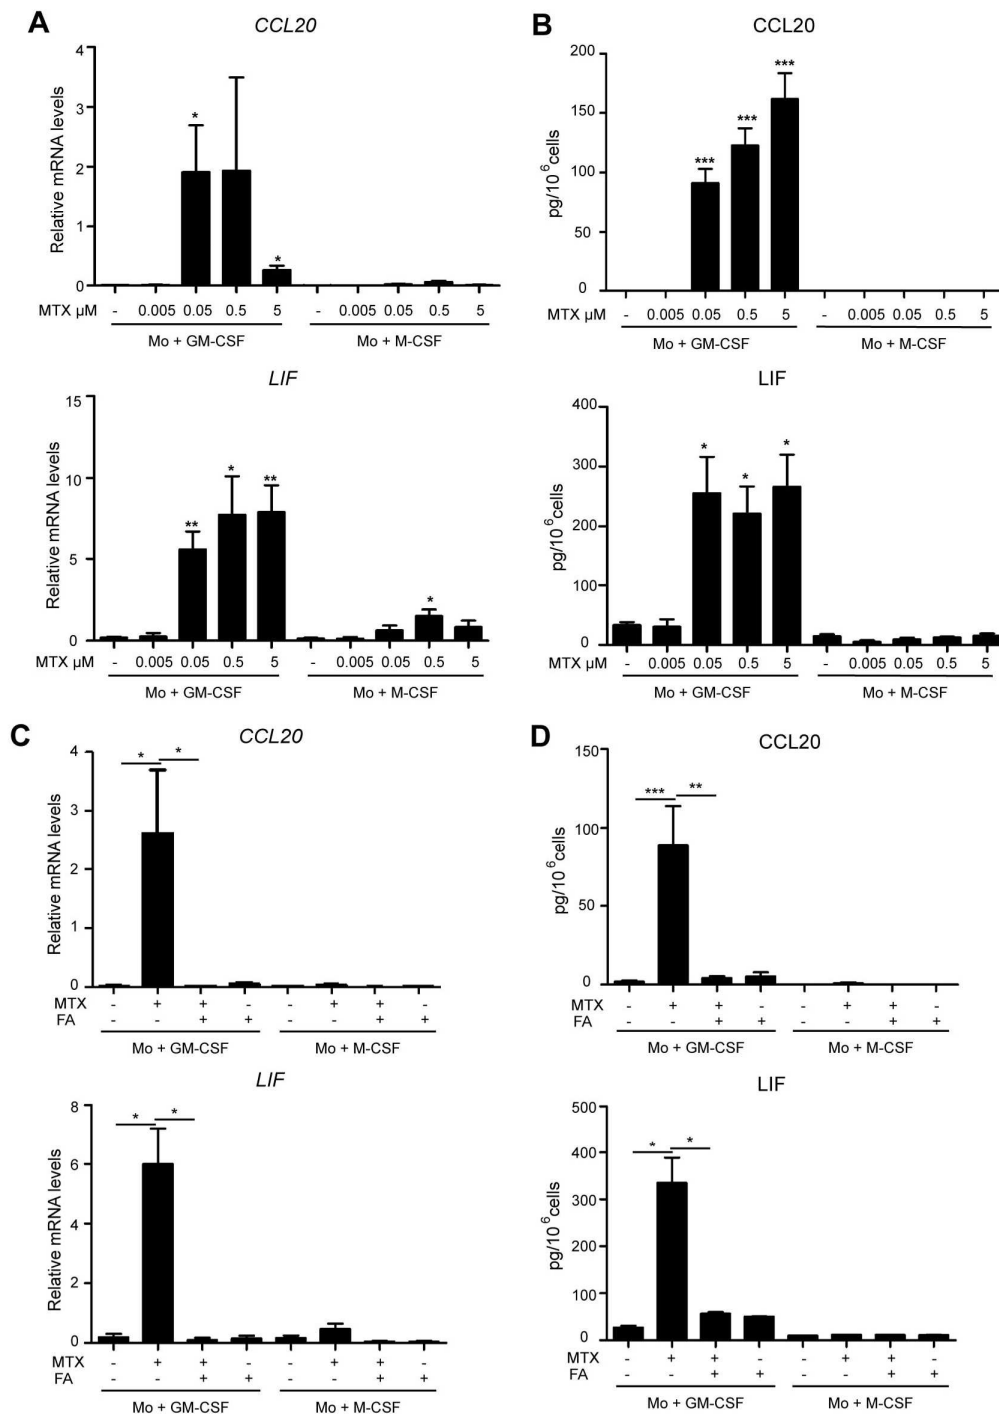 A
CCL20
Relative mRNA levels
4
3
2
1
0
*
*
MTX µM
- 0.005 0.05 0.5 5 - 0.005 0.05 0.5 5
Mo + GM-CSF Mo + M-CSF
B
CCL20
pg/10 6cells
200
150
100
50
0
*** *** ***
- 0.005 0.05 0.5 5 - 0.005 0.05 0.5 5
MTX µM
Mo + GM-CSF Mo + M-CSF
LIF
Relative mRNA levels
15
10
5
0
** * ** *
MTX µM
- 0.005 0.05 0.5 5 - 0.005 0.05 0.5 5
Mo + GM-CSF Mo + M-CSF
LIF
pg/10 6cells
400
300
200
100
0
* * *
MTX µM
- 0.005 0.05 0.5 5 - 0.005 0.05 0.5 5
Mo + GM-CSF Mo + M-CSF
C
CCL20
Relative mRNA levels
4
3
2
1
0
* *
MTX - + + - - + + -
FA - - + + - - + +
Mo + GM-CSF Mo + M-CSF
D
CCL20
pg/10 6cells
150
100
50
0
*** **
MTX - + + - - + + -
FA - - + + - - + +
Mo + GM-CSF Mo + M-CSF
LIF
Relative mRNA levels
8
6
4
2
0
* *
MTX - + + - - + + -
FA - - + + - - + +
Mo + GM-CSF Mo + M-CSF
LIF
pg/10 6cells
500
400
300
200
100
0
* *
MTX - + + - - + + -
FA - - + + - - + +
Mo + GM-CSF Mo + M-CSF